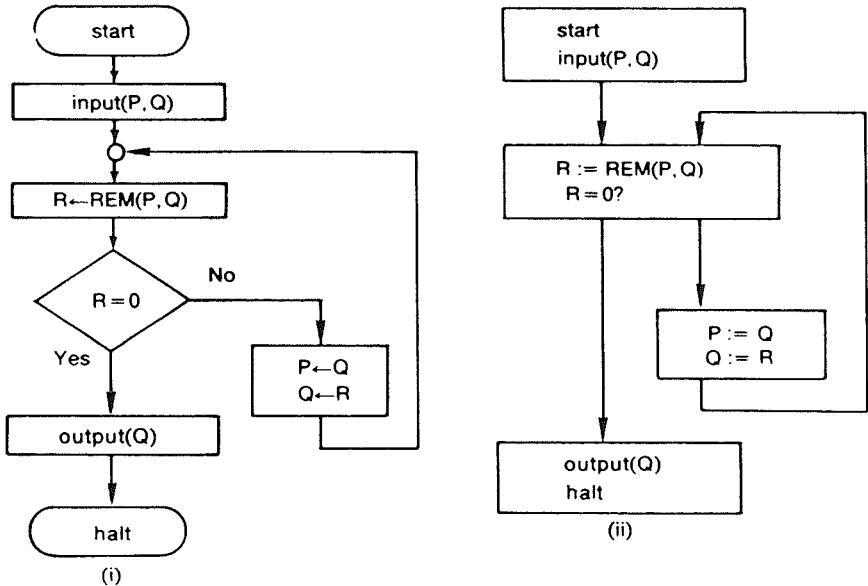 start
input(P,Q)
R←REM(P,Q)
R=0
No
Yes
P←Q
Q←R
output(Q)
halt
(i)
start
input(P,Q)
R := REM(P,Q)
R=0?
P := Q
Q := R
output(Q)
halt
(ii)